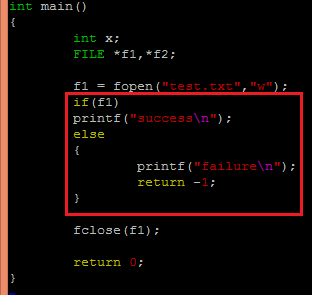 int main()
{
int x;
FILE *f1,*f2;
f1 = fopen("test.txt","w");
if(f1)
printf("success\n");
else
{
printf("failure\n");
return -1;
}
fclose(f1);
return 0;
}